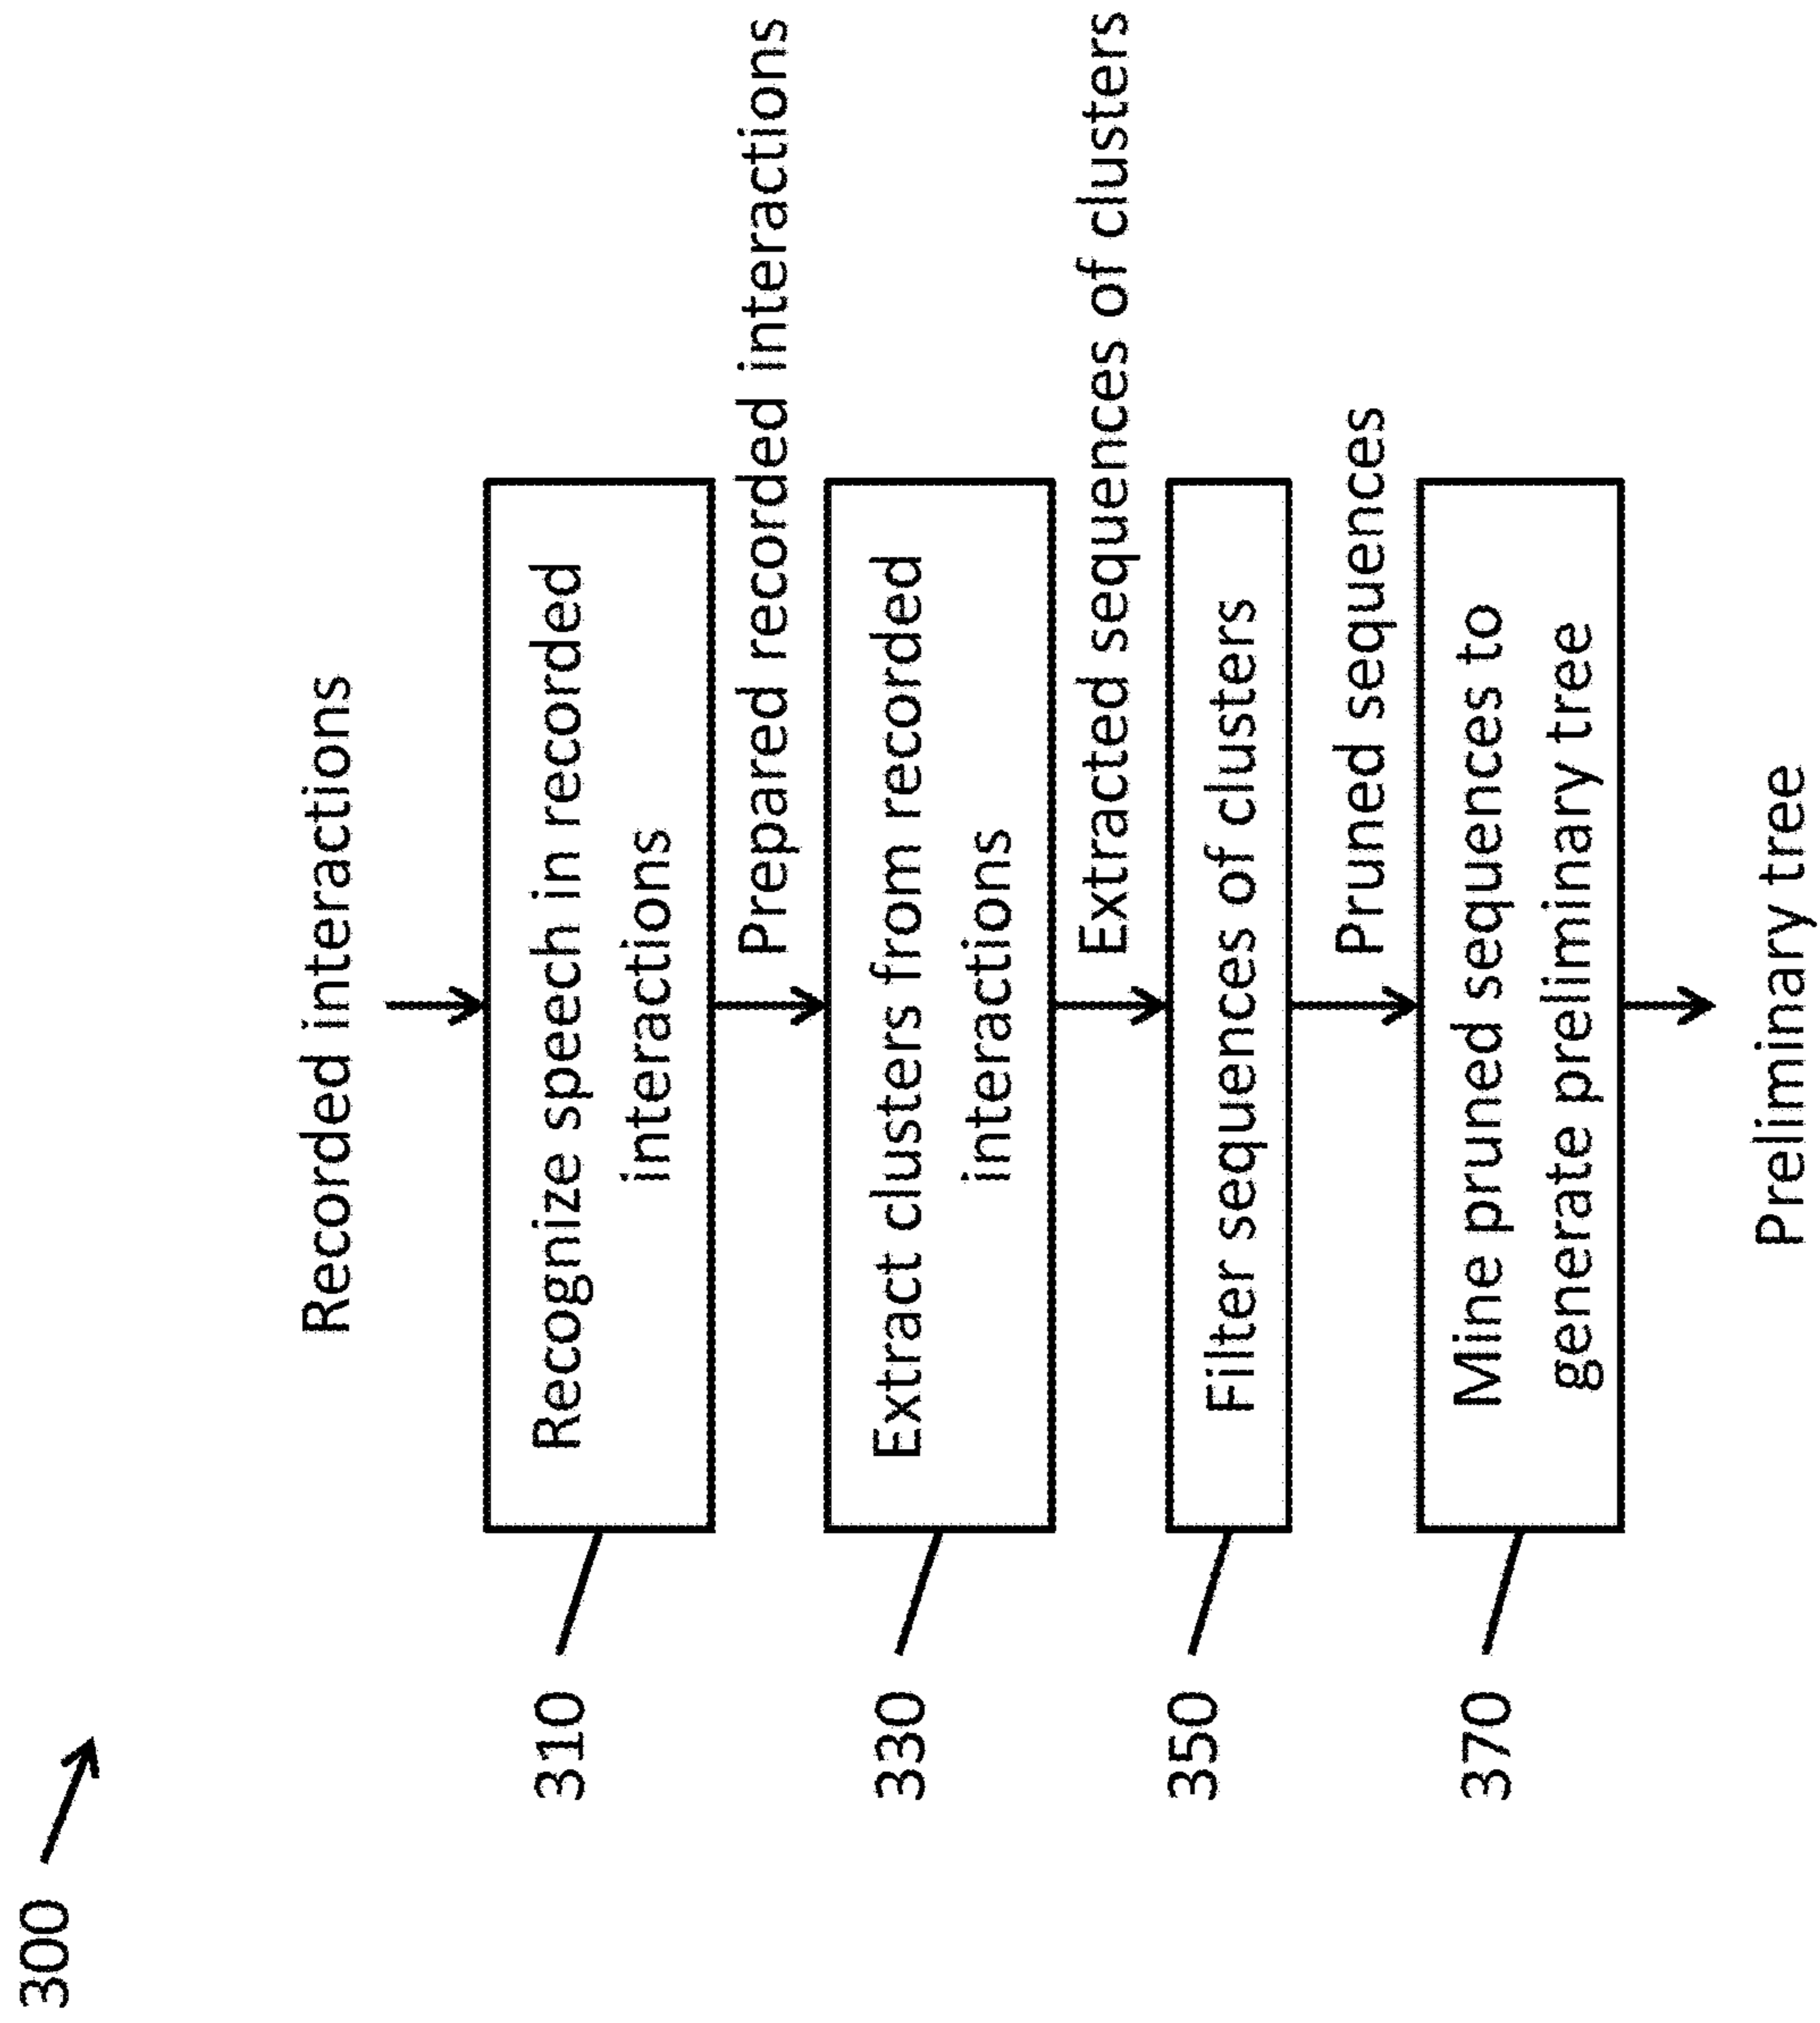 300
Recorded interactions
310
Recognize speech in recorded
interactions
Prepared recorded interactions
330
Extract clusters from recorded
interactions
Extracted sequences of clusters
350
Filter sequences of clusters
Pruned sequences
370
Mine pruned sequences to
generate preliminary tree
Preliminary tree